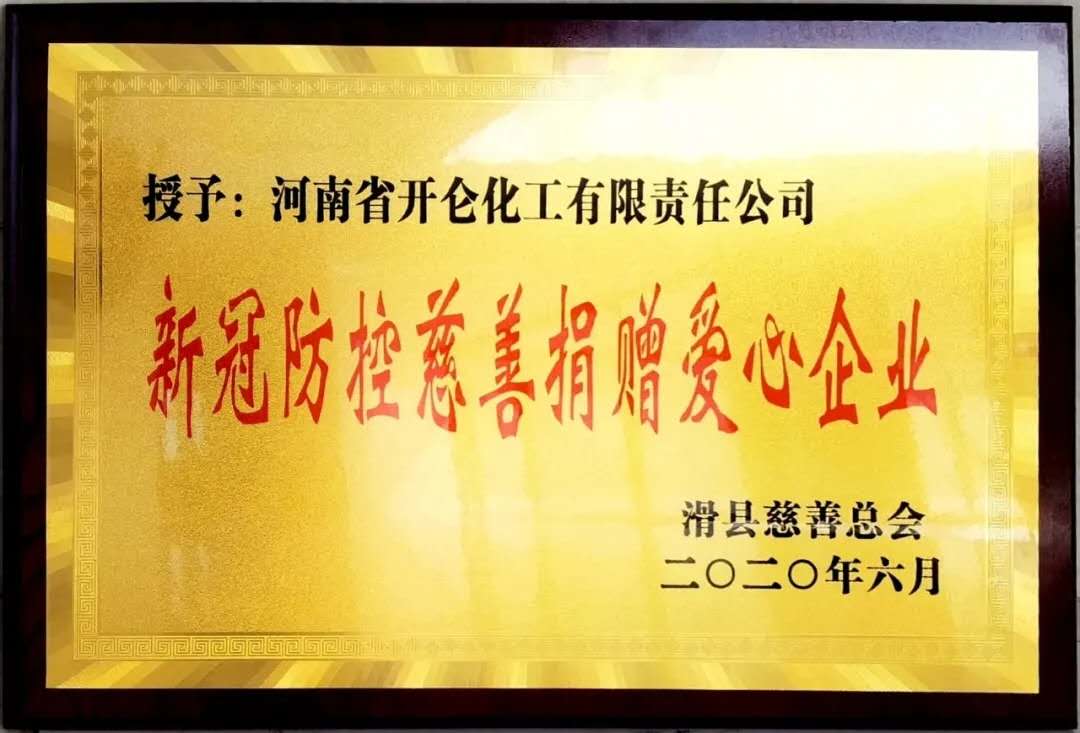 授予：河南省开仑化工有限责任公司
新冠防控慈善捐赠爱心企业
滑县慈善总会
二〇二〇年六月